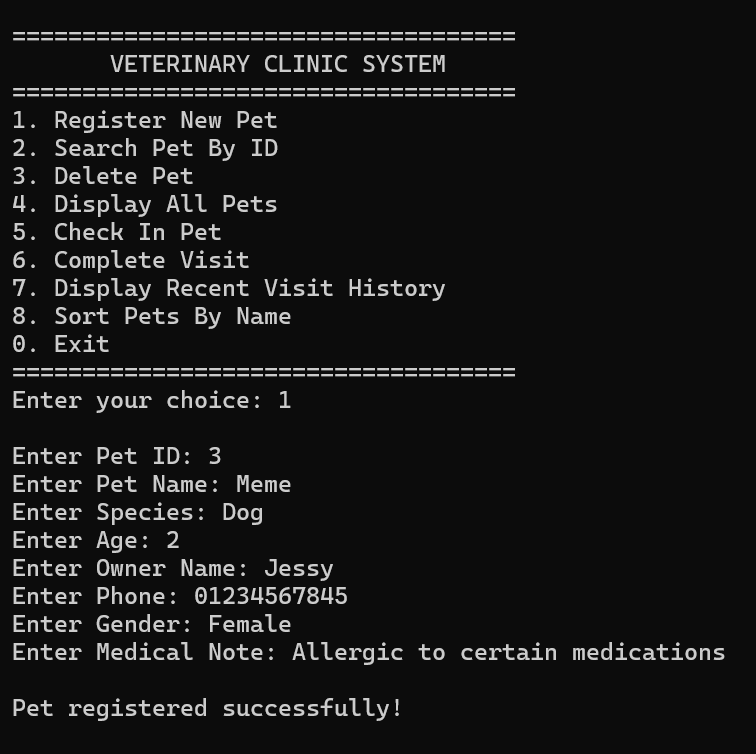 ====================================
VETERINARY CLINIC SYSTEM
====================================
1. Register New Pet
2. Search Pet By ID
3. Delete Pet
4. Display All Pets
5. Check In Pet
6. Complete Visit
7. Display Recent Visit History
8. Sort Pets By Name
0. Exit
====================================
Enter your choice: 1
Enter Pet ID: 3
Enter Pet Name: Meme
Enter Species: Dog
Enter Age: 2
Enter Owner Name: Jessy
Enter Phone: 01234567845
Enter Gender: Female
Enter Medical Note: Allergic to certain medications
Pet registered successfully!